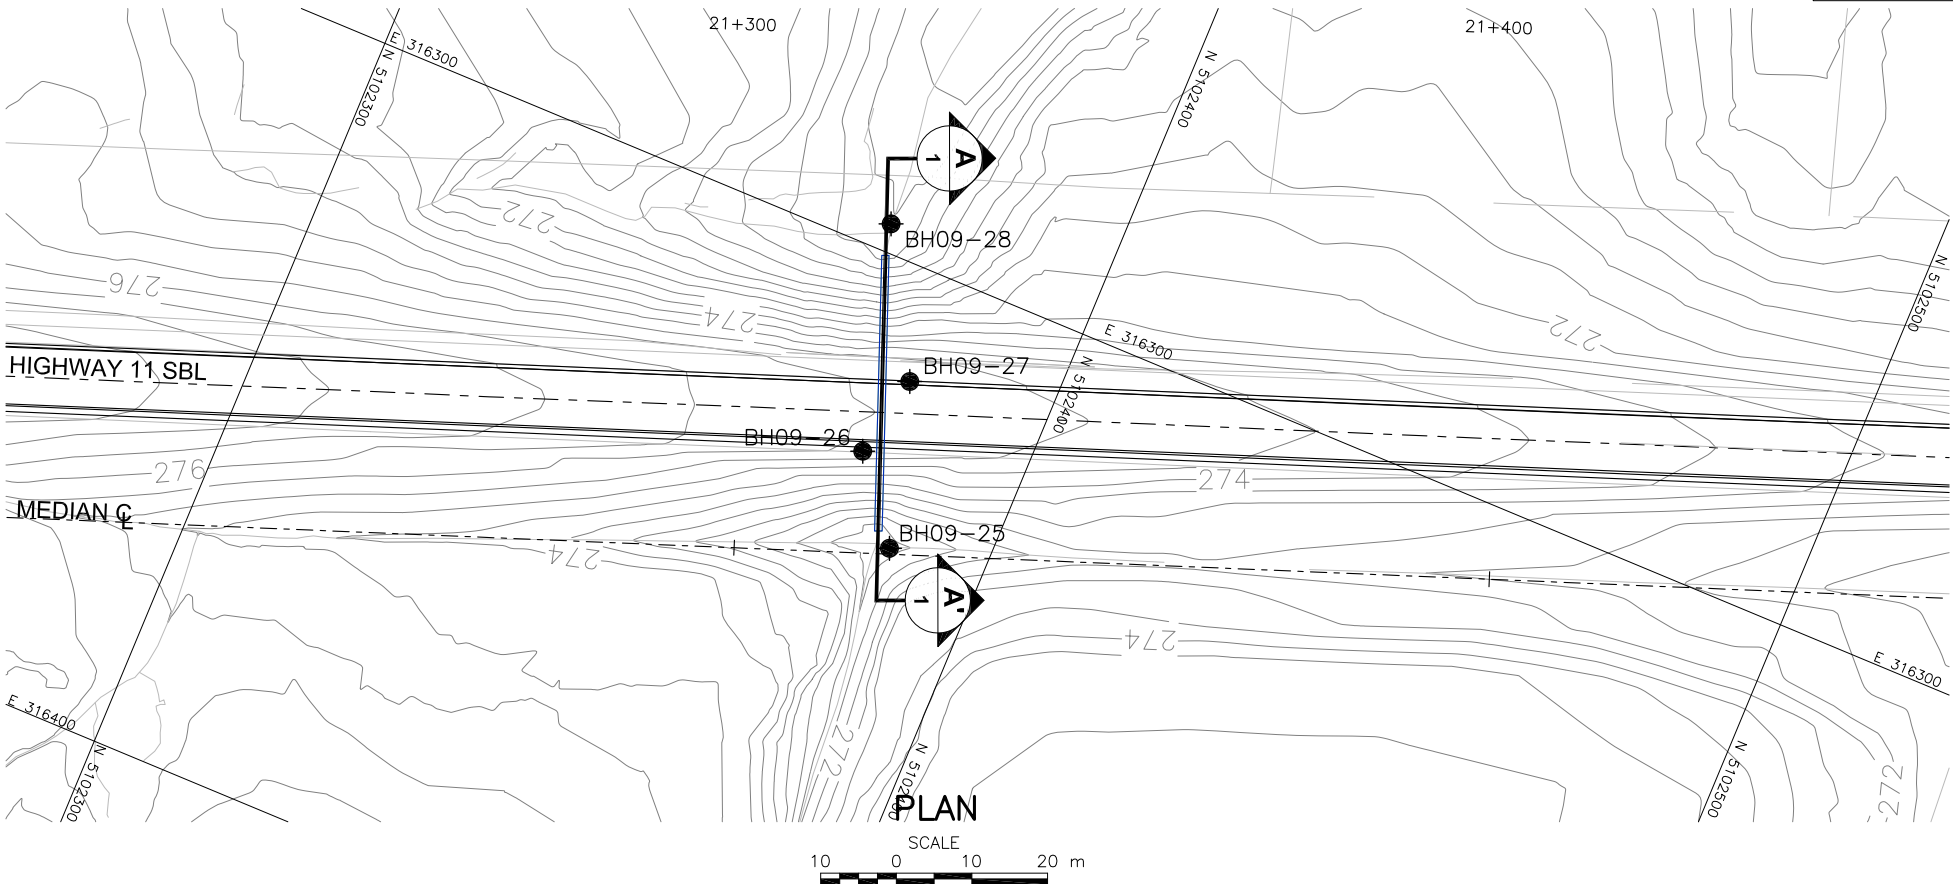 21+300
21+400
E 316300
N 5102300
N 5102400
A
1
272
BH09-28
N 5102500
276
274
272
E 316300
HIGHWAY 11 SBL
BH09-27
N 5102400
BH09-26
276
274
MEDIAN ℄
BH09-25
274
A'
1
274
E 316300
E 316400
272
N 5102300
N 5102400
N 5102500
272
PLAN
SCALE
10 0 10 20 m